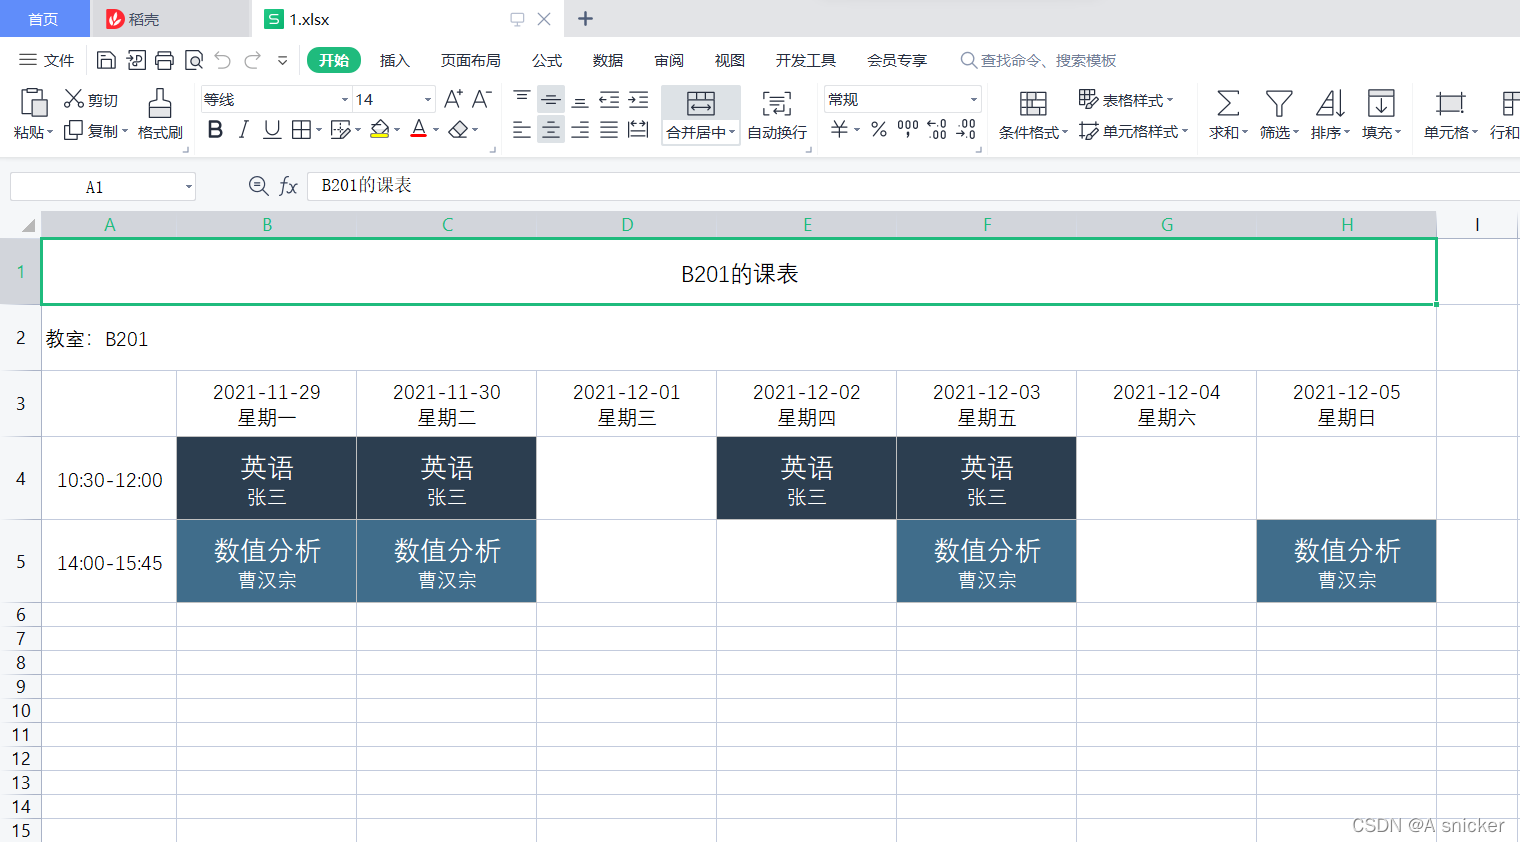 首页 稻壳 S 1.xlsx
文件 开始 插入 页面布局 公式 数据 审阅 视图 开发工具 会员专享 查找命令、搜索模板
剪切 等线 14 A+ A- 常规 表格样式
粘贴 复制 格式刷 B I U A 合并居中 自动换行 ¥ % 000 ←.0 .00 .00 →.0 条件格式 单元格样式 求和 筛选 排序 填充 单元格 行和
A1 fx B201的课表
A B C D E F G H I
1 B201的课表
2 教室：B201
3 2021-11-29 2021-11-30 2021-12-01 2021-12-02 2021-12-03 2021-12-04 2021-12-05
星期一 星期二 星期三 星期四 星期五 星期六 星期日
4 10:30-12:00 英语 英语 英语 英语
张三 张三 张三 张三
5 14:00-15:45 数值分析 数值分析 数值分析 数值分析
曹汉宗 曹汉宗 曹汉宗 曹汉宗
6
7
8
9
10
11
12
13
14
15
CSDN @A snicker